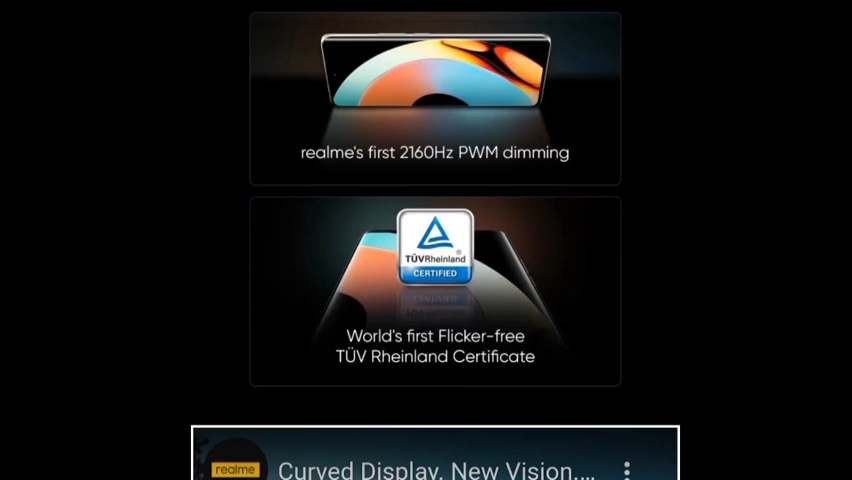 realme's first 2160Hz PWM dimming
TÜVRheinland®
CERTIFIED
World's first Flicker-free
TÜV Rheinland Certificate
realme
Curved Display. New Vision....